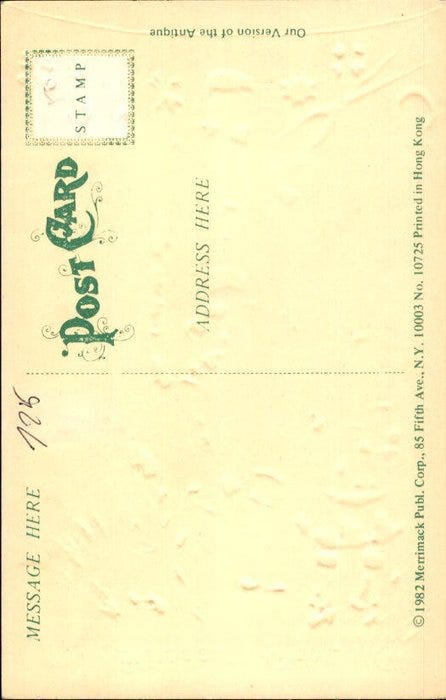 POST CARD
STAMP
MESSAGE HERE
ADDRESS HERE
125
Our Version of the Antique
©1982 Merrimack Publ. Corp., 85 Fifth Ave., N.Y. 10003 No. 10725 Printed in Hong Kong